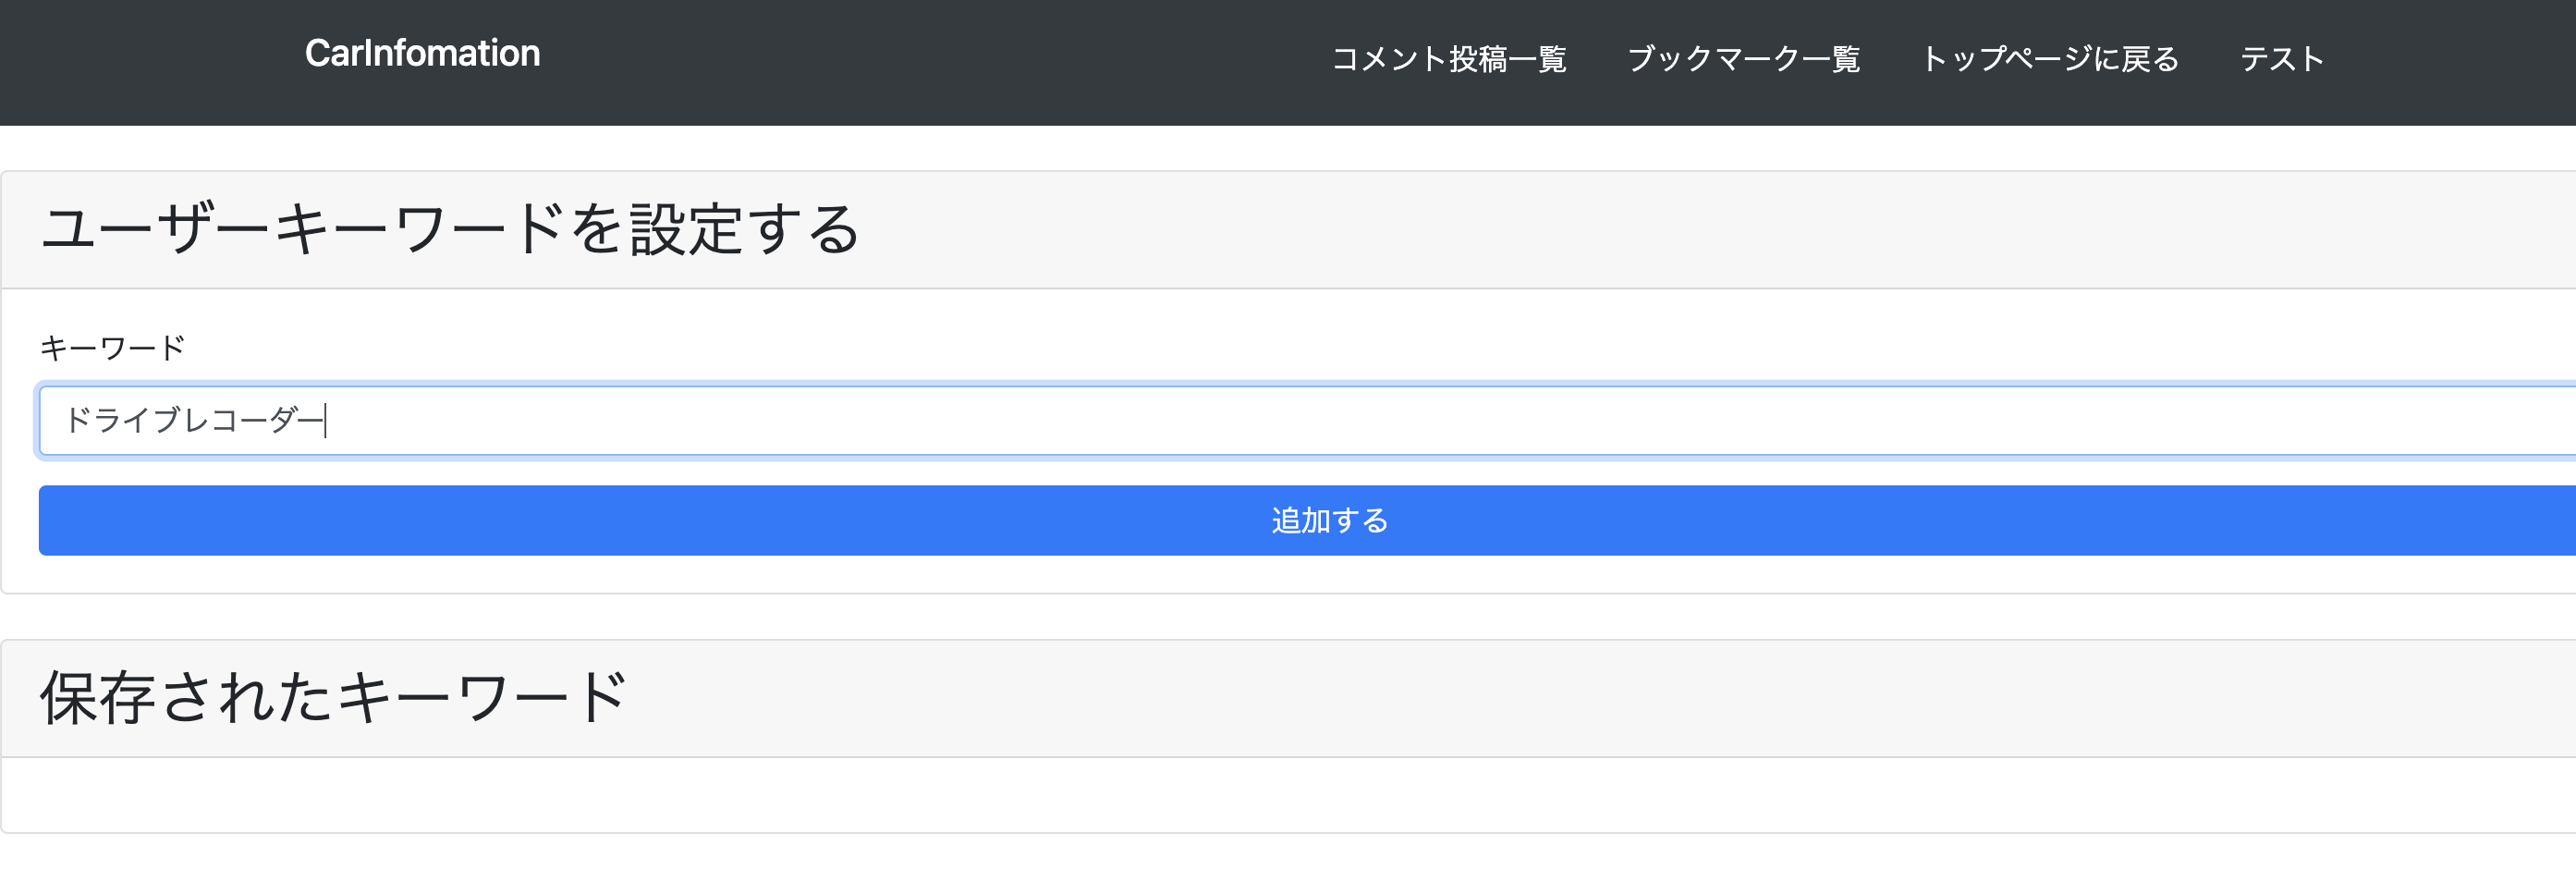 CarInfomation
コメント投稿一覧 ブックマーク一覧 トップページに戻る テスト
ユーザーキーワードを設定する
キーワード
ドライブレコーダー
追加する
保存されたキーワード